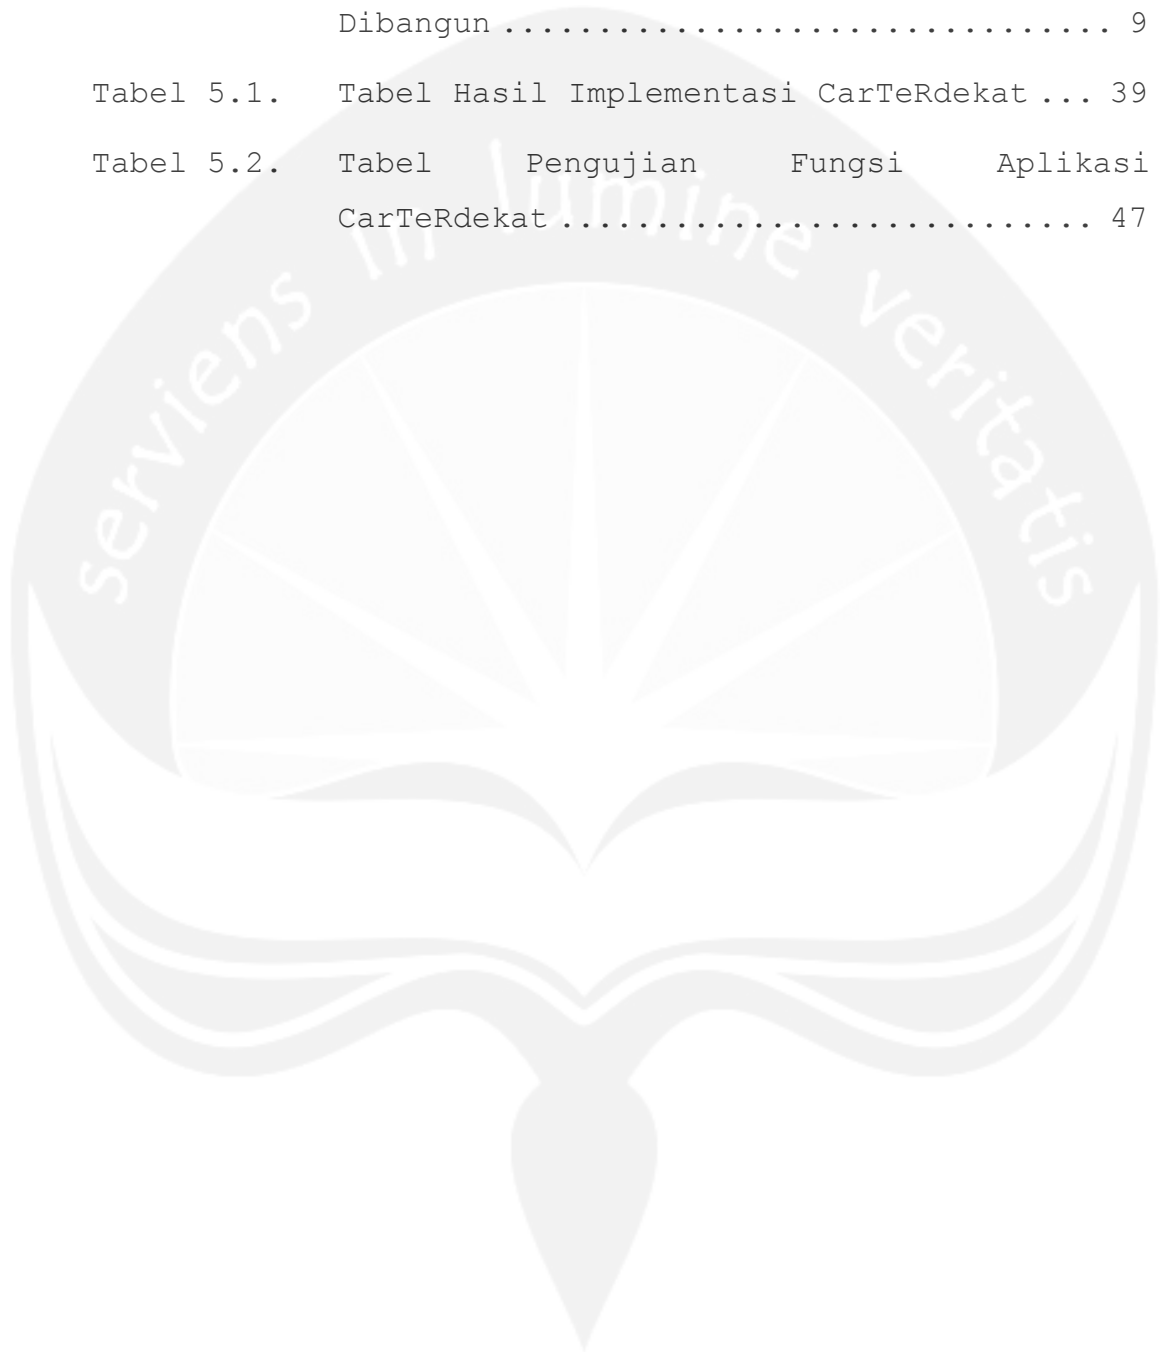 Dibangun ................................ 9
Tabel 5.1. Tabel Hasil Implementasi CarTeRdekat ... 39
Tabel 5.2. Tabel Pengujian Fungsi Aplikasi
CarTeRdekat ............................ 47
serviens in lumine veritatis